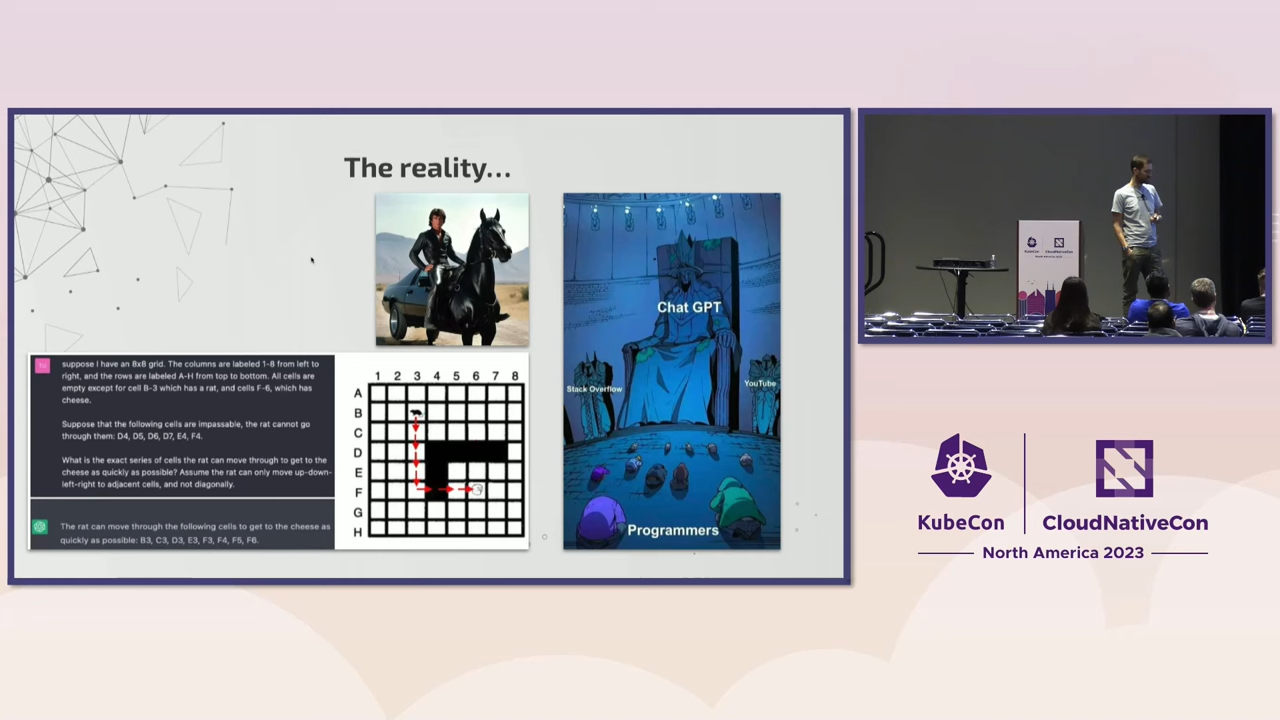 The reality...
suppose I have an 8x8 grid. The columns are labeled 1-8 from left to
right, and the rows are labeled A-H from top to bottom. All cells are
empty except for cell B-3 which has a rat, and cells F-6, which has
cheese.
Suppose that the following cells are impassable, the rat cannot go
through them: D4, D5, D6, D7, E4, F4.
What is the exact series of cells the rat can move through to get to the
cheese as quickly as possible? Assume the rat can only move up-down-
left-right to adjacent cells, and not diagonally.
The rat can move through the following cells to get to the cheese as
quickly as possible: B3, C3, D3, E3, F3, F4, F5, F6.
1 2 3 4 5 6 7 8
A
B
C
D
E
F
G
H
Chat GPT
Stack Overflow
YouTube
Programmers
KubeCon
CloudNativeCon
KubeCon
CloudNativeCon
North America 2023